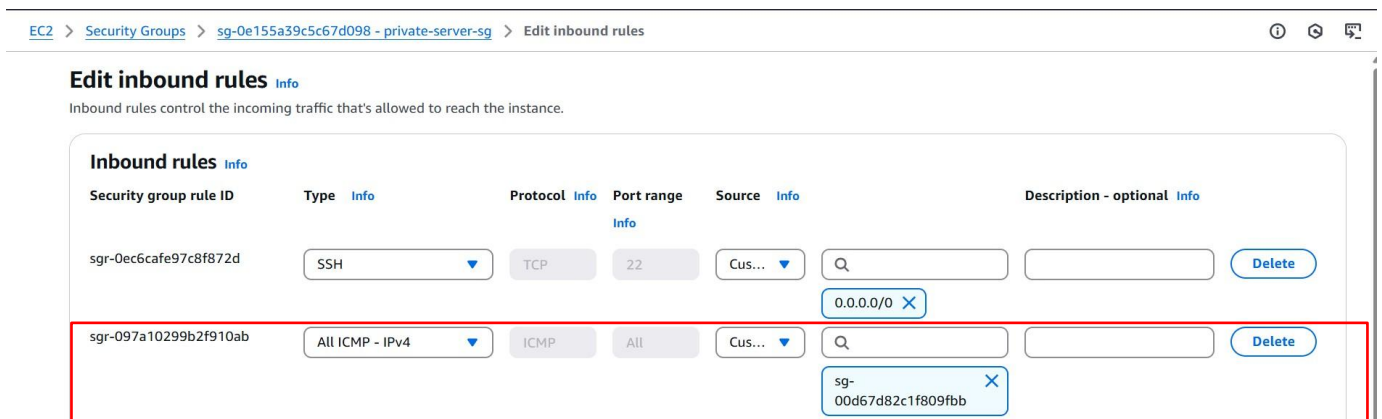 EC2 > Security Groups > sg-0e155a39c5c67d098 - private-server-sg > Edit inbound rules
Edit inbound rules Info
Inbound rules control the incoming traffic that's allowed to reach the instance.
Inbound rules Info
Security group rule ID Type Info Protocol Info Port range Info Source Info Description - optional Info
sgr-0ec6cafe97c8f872d SSH TCP 22 Cus... Delete
0.0.0.0/0
sgr-097a10299b2f910ab All ICMP - IPv4 ICMP All Cus... Delete
sg-
00d67d82c1f809fbb